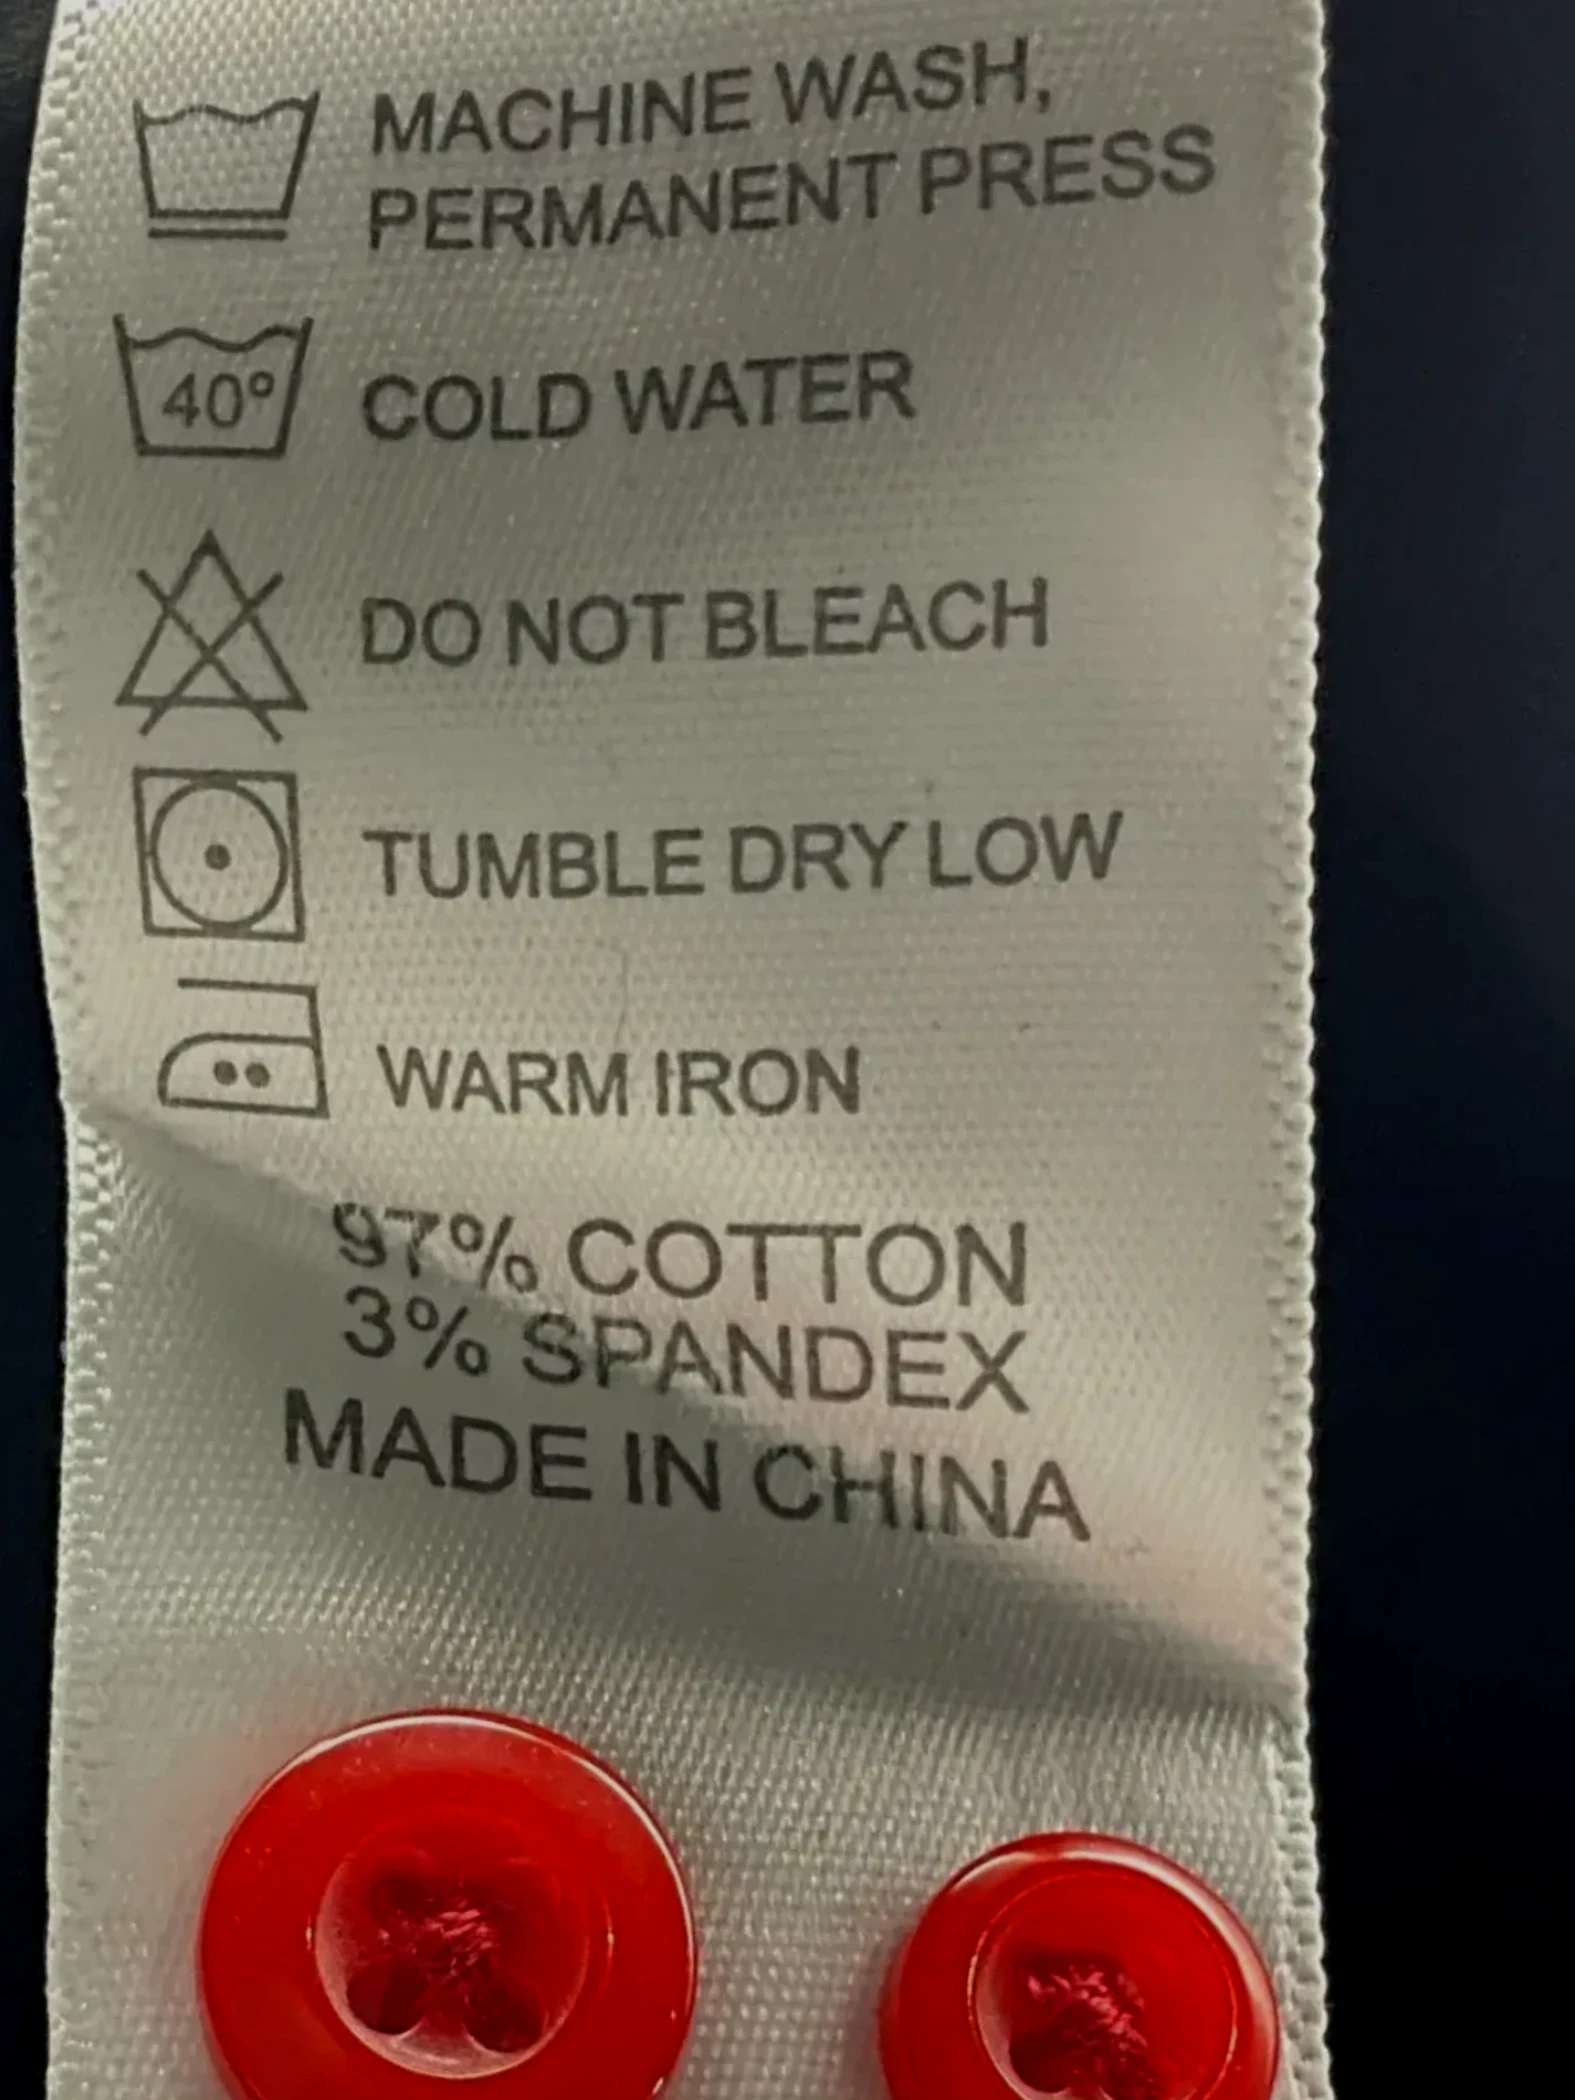 MACHINE WASH,
PERMANENT PRESS
40° COLD WATER
DO NOT BLEACH
TUMBLE DRY LOW
WARM IRON
97% COTTON
3% SPANDEX
MADE IN CHINA